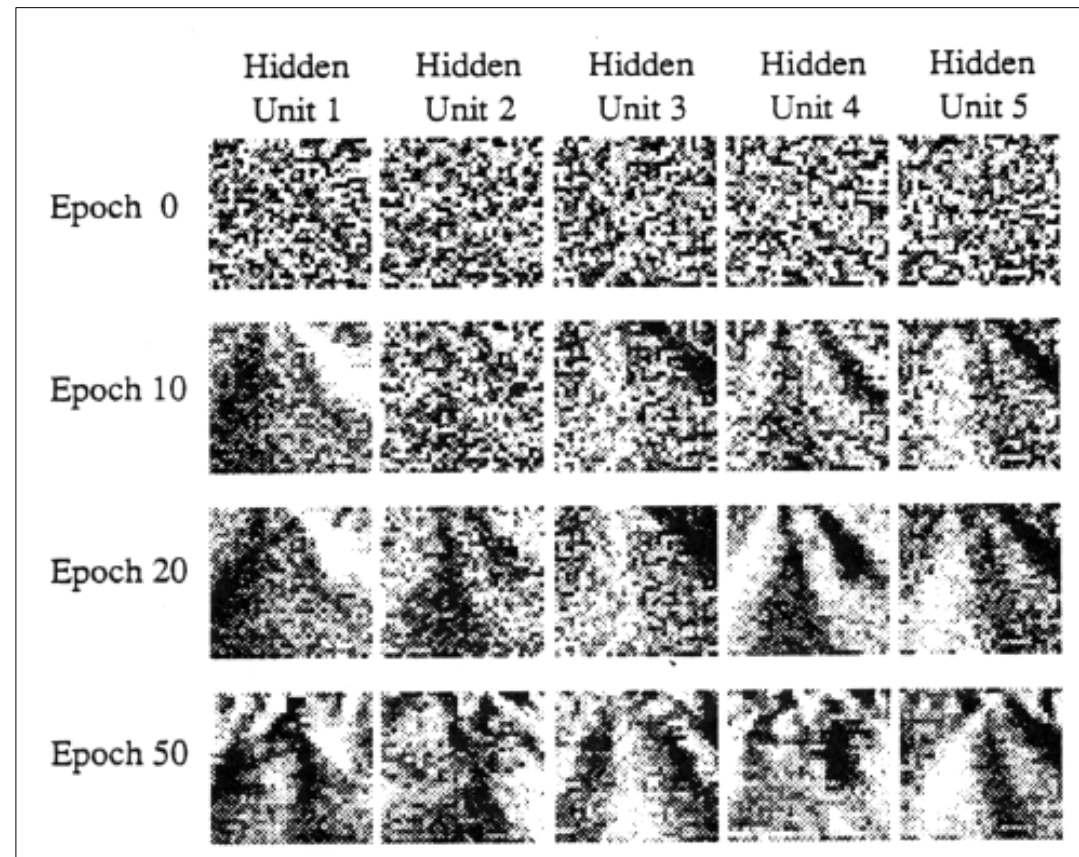 Hidden Hidden Hidden Hidden Hidden
Unit 1 Unit 2 Unit 3 Unit 4 Unit 5
Epoch 0
Epoch 10
Epoch 20
Epoch 50